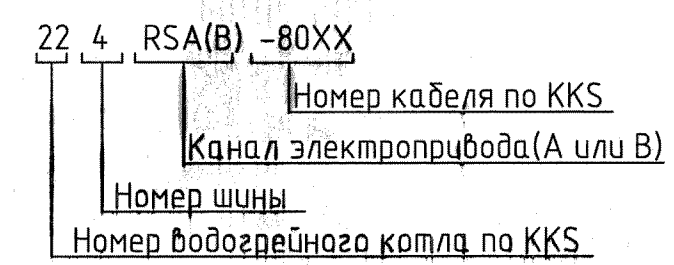 22 4 RSA(B) -80XX
Номер кабеля по KKS
Канал электропривода(А или В)
Номер шины
Номер водогрейного котла по KKS